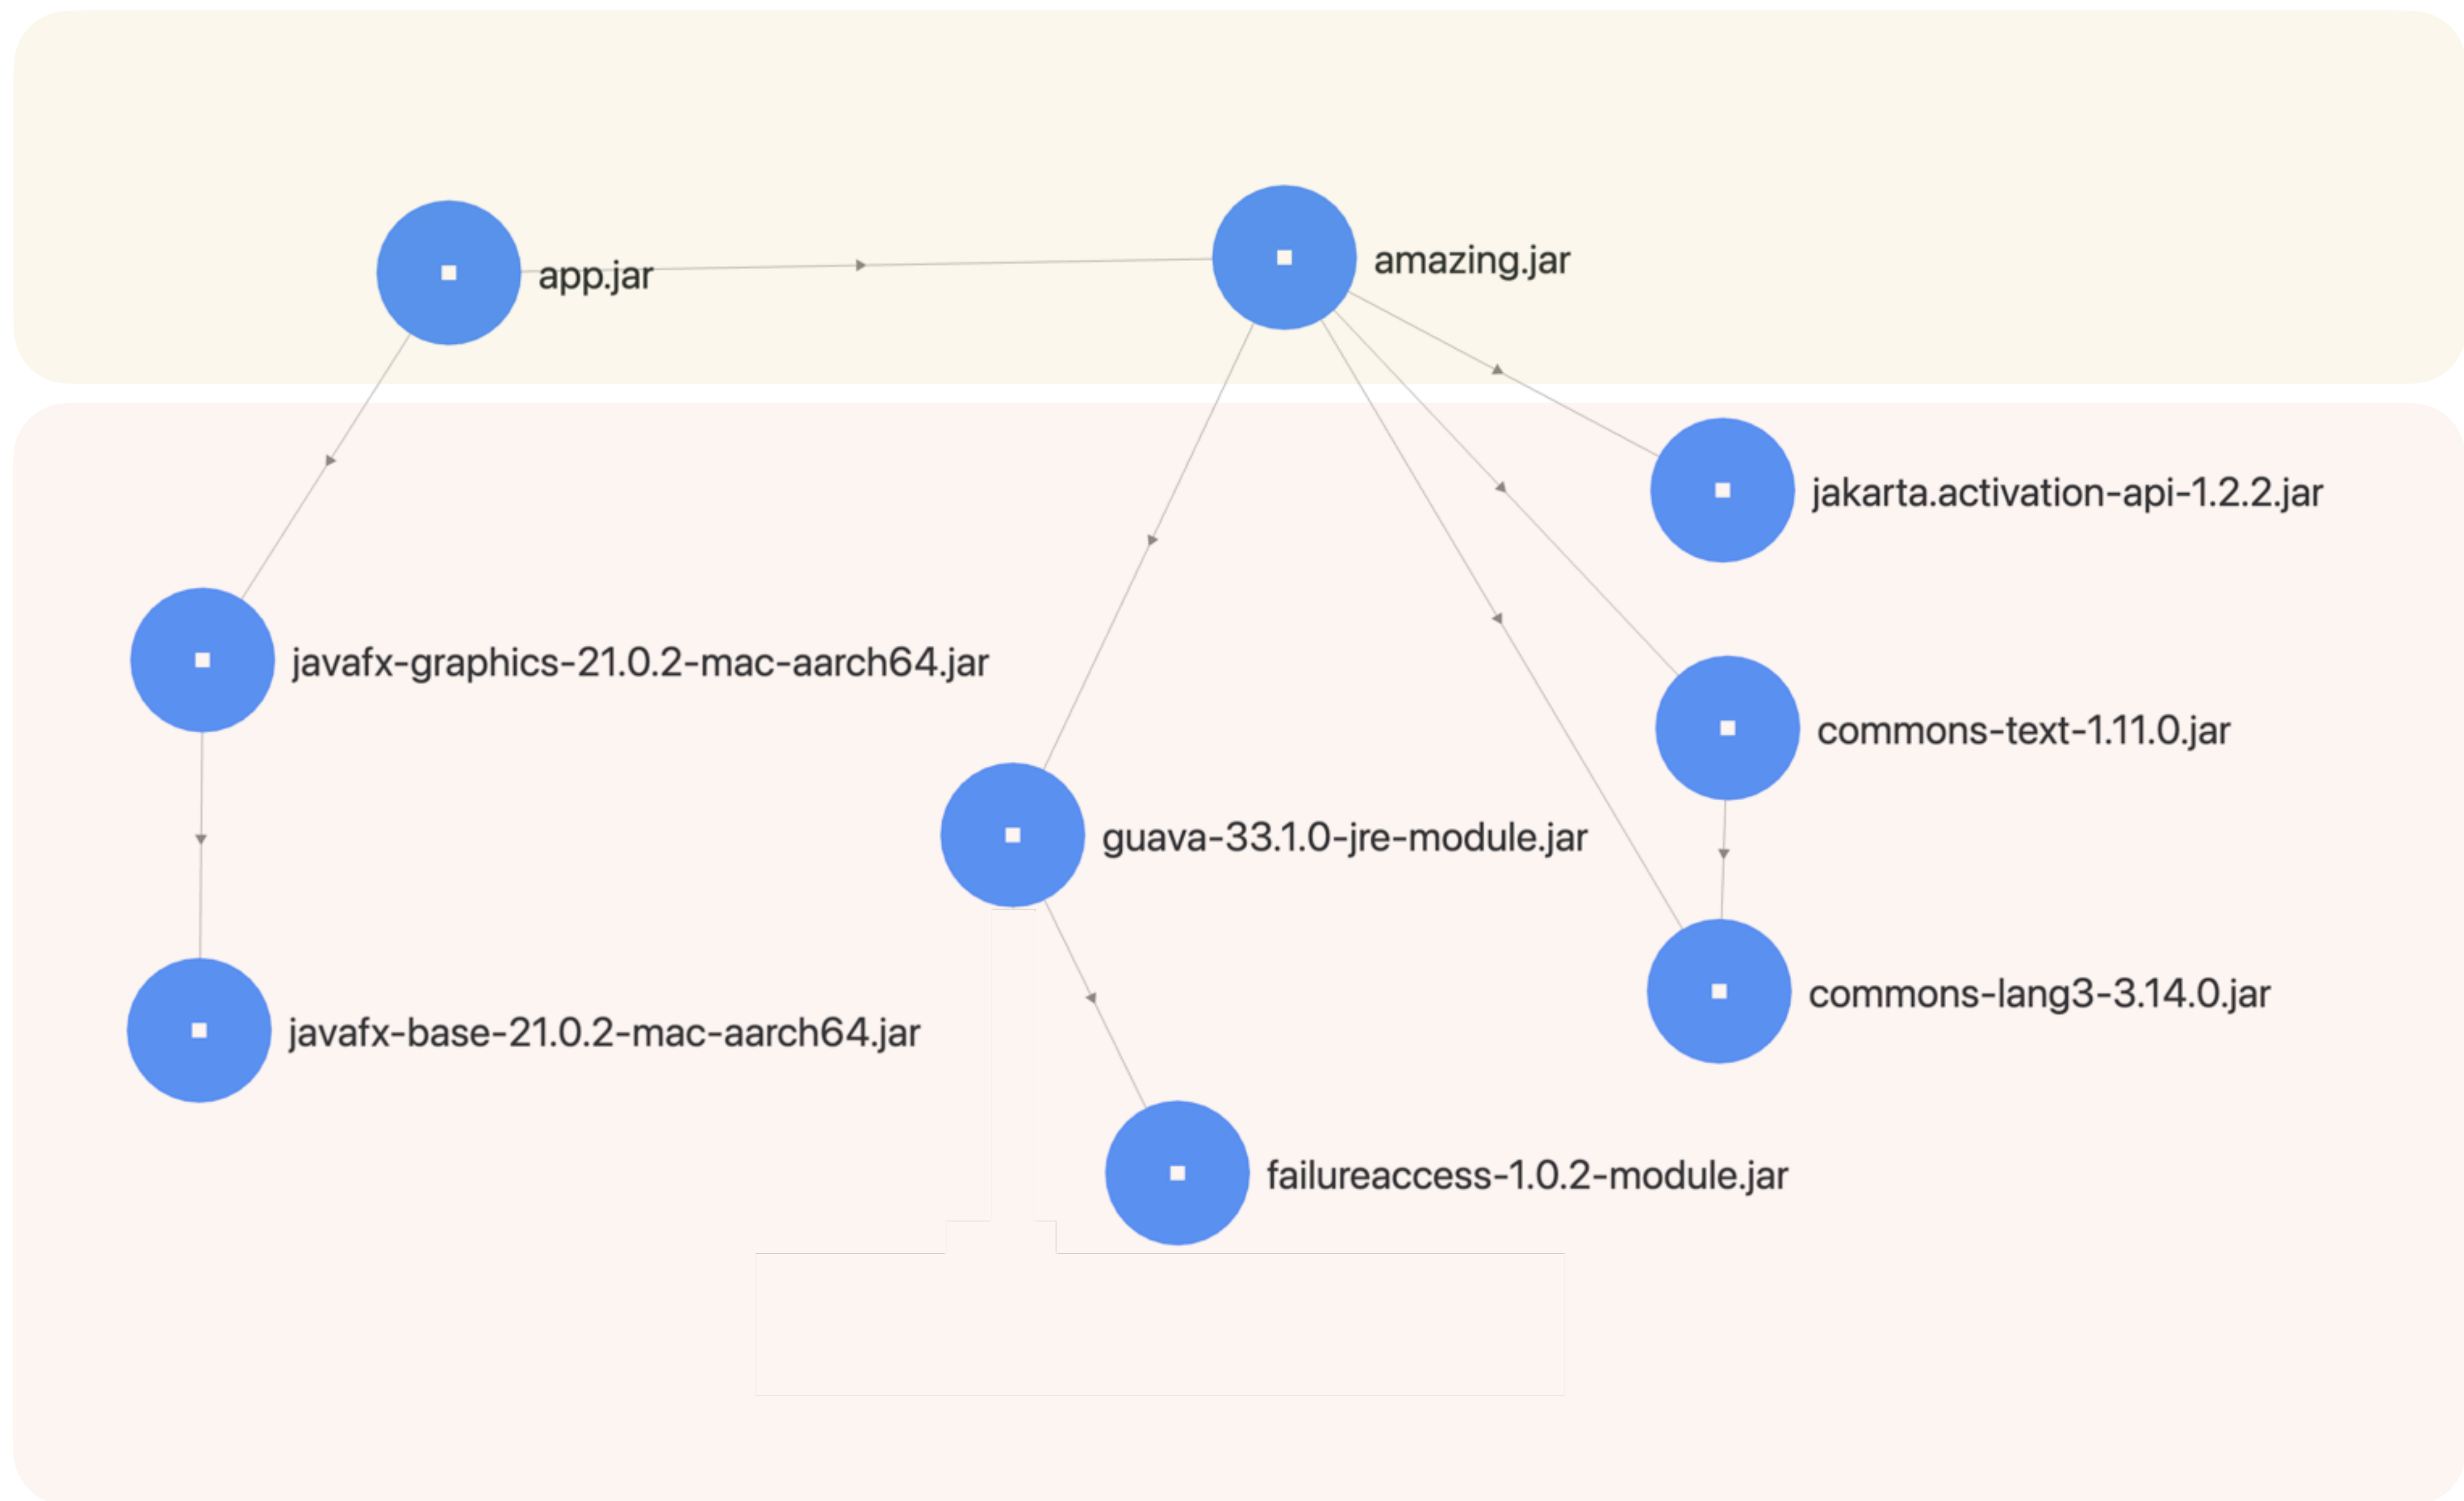 app.jar
amazing.jar
jakarta.activation-api-1.2.2.jar
javafx-graphics-21.0.2-mac-aarch64.jar
commons-text-1.11.0.jar
guava-33.1.0-jre-module.jar
commons-lang3-3.14.0.jar
javafx-base-21.0.2-mac-aarch64.jar
failureaccess-1.0.2-module.jar